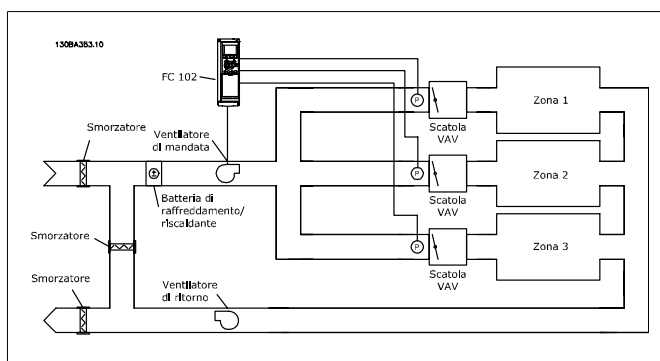 130BA353.10
FC 102
Smorzatore
Ventilatore
di mandata
P
Scatola
VAV
Zona 1
P
Scatola
VAV
Zona 2
Batteria di
raffreddamento/
riscaldante
Smorzatore
P
Scatola
VAV
Zona 3
Smorzatore
Ventilatore
di ritorno